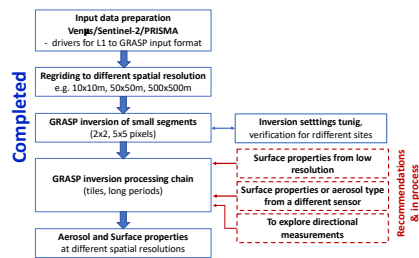 Input data preparation
Venµs/Sentinel-2/PRISMA
- drivers for L1 to GRASP input format
Regriding to different spatial resolution
e.g. 10x10m, 50x50m, 500x500m
GRASP inversion of small segments
(2x2, 5x5 pixels)
Inversion setttings tunig,
verification for rdifferent sites
GRASP inversion processing chain
(tiles, long periods)
Surface properties from low
resolution
Surface properties or aerosol type
from a different sensor
To explore directional
measurements
Aerosol and Surface properties
at different spatial resolutions
Completed
Recommendations
& in process